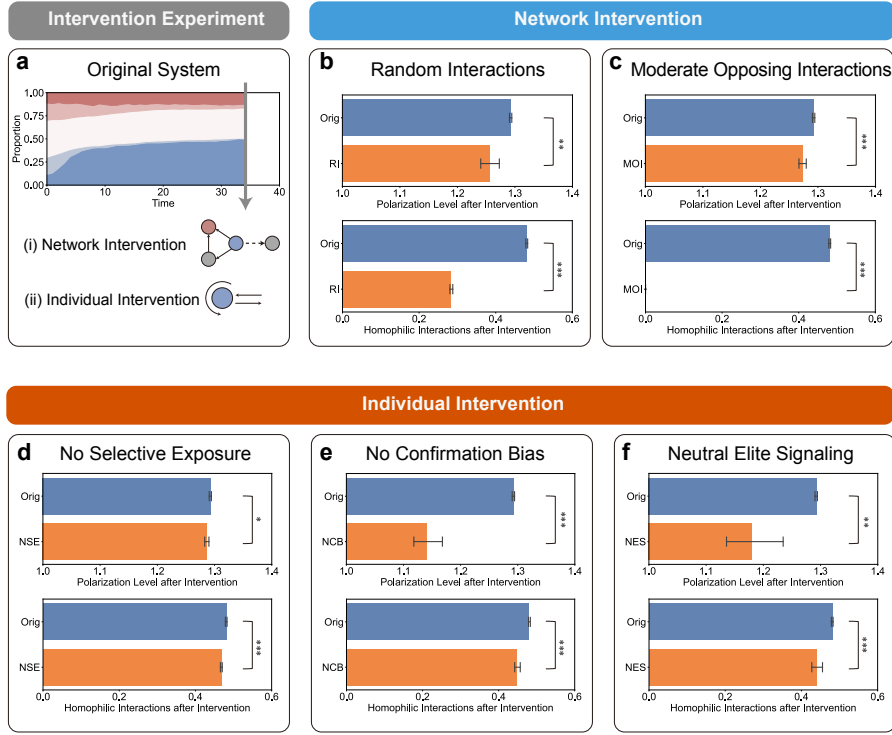 Intervention Experiment
Network Intervention
a
Original System
1.00
0.75
0.50
0.25
0.00
Proportion
0 10 20 30 40
Time
(i) Network Intervention
(ii) Individual Intervention
b
Random Interactions
Orig
RI
**
1.0 1.1 1.2 1.3 1.4
Polarization Level after Intervention
Orig
RI
***
0.0 0.2 0.4 0.6
Homophilic Interactions after Intervention
c
Moderate Opposing Interactions
Orig
MOI
***
1.0 1.1 1.2 1.3 1.4
Polarization Level after Intervention
Orig
MOI
***
0.0 0.2 0.4 0.6
Homophilic Interactions after Intervention
Individual Intervention
d
No Selective Exposure
Orig
NSE
*
1.0 1.1 1.2 1.3 1.4
Polarization Level after Intervention
Orig
NSE
***
0.0 0.2 0.4 0.6
Homophilic Interactions after Intervention
e
No Confirmation Bias
Orig
NCB
***
1.0 1.1 1.2 1.3 1.4
Polarization Level after Intervention
Orig
NCB
***
0.0 0.2 0.4 0.6
Homophilic Interactions after Intervention
f
Neutral Elite Signaling
Orig
NES
**
1.0 1.1 1.2 1.3 1.4
Polarization Level after Intervention
Orig
NES
***
0.0 0.2 0.4 0.6
Homophilic Interactions after Intervention